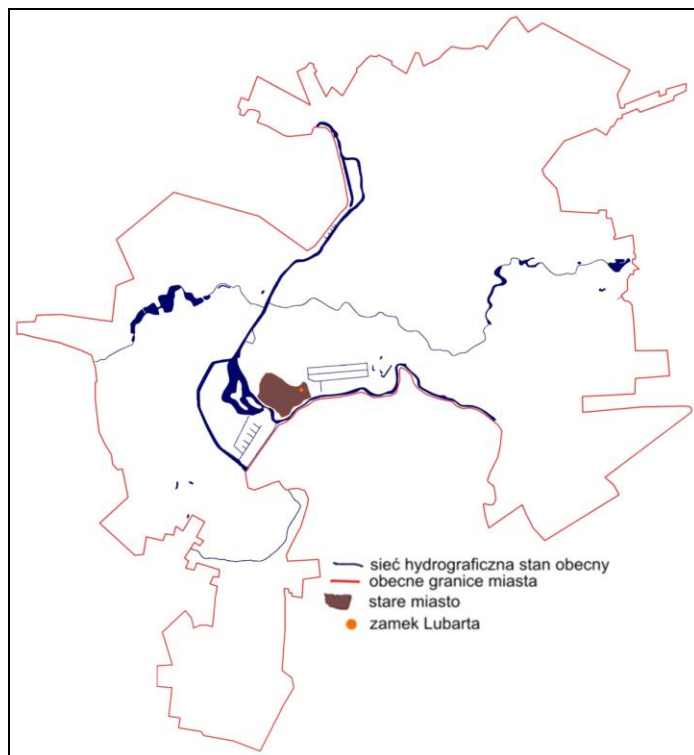 sieć hydrograficzna stan obecny
obecne granice miasta
stare miasto
zamek Lubarta